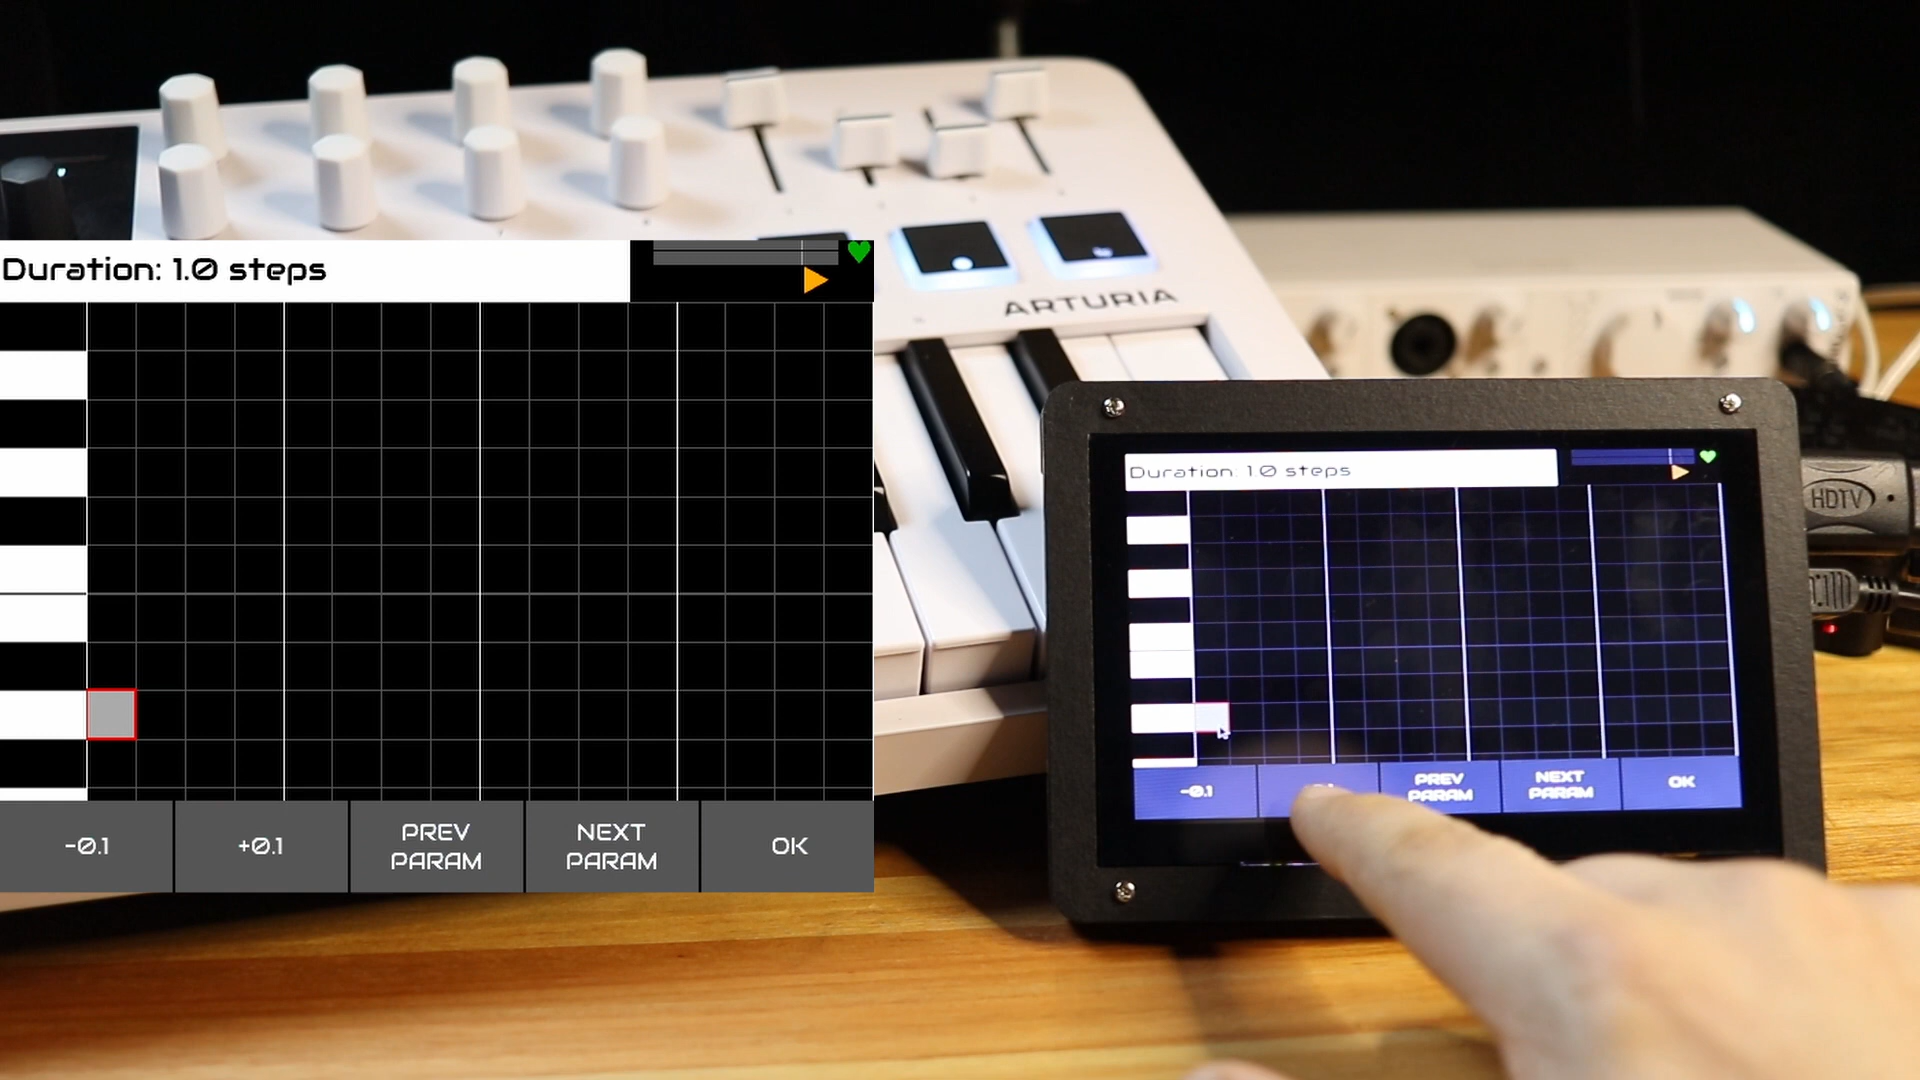 Duration: 1.0 steps
-0.1
+0.1
PREV
PARAM
NEXT
PARAM
OK
ARTURIA
Duration: 1.0 steps
-0.1
PREV
PARAM
NEXT
PARAM
OK
HDTV